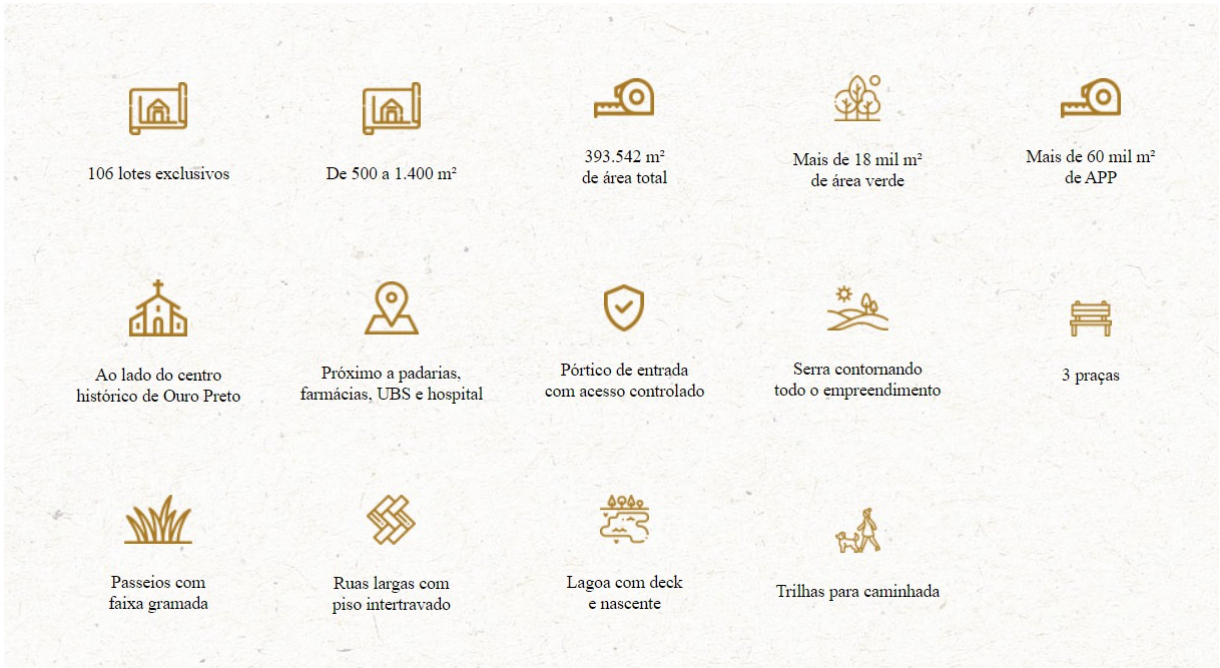 106 lotes exclusivos
De 500 a 1.400 m²
393.542 m²
de área total
Mais de 18 mil m²
de área verde
Mais de 60 mil m²
de APP
Ao lado do centro
histórico de Ouro Preto
Próximo a padarias,
farmácias, UBS e hospital
Pórtico de entrada
com acesso controlado
Serra contornando
todo o empreendimento
3 praças
Passeios com
faixa gramada
Ruas largas com
piso intertravado
Lagoa com deck
e nascente
Trilhas para caminhada